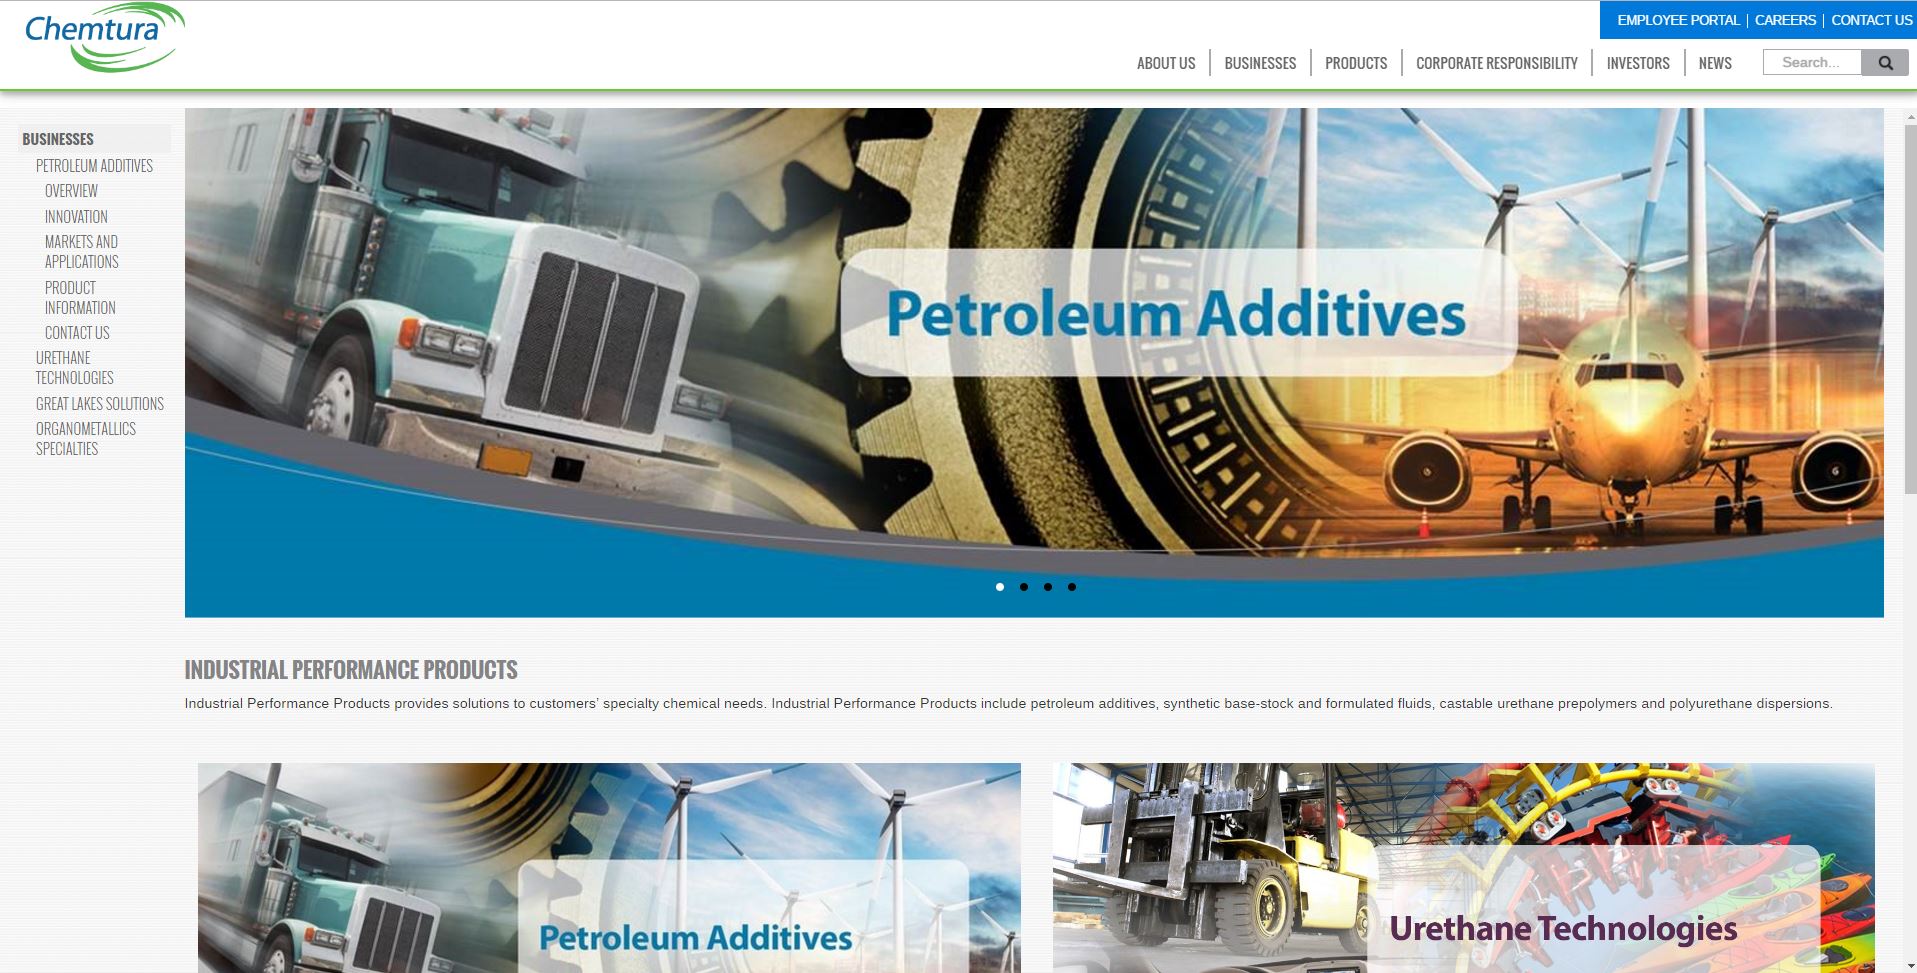 Chemtura
EMPLOYEE PORTAL | CAREERS | CONTACT US
ABOUT US
BUSINESSES
PRODUCTS
CORPORATE RESPONSIBILITY
INVESTORS
NEWS
Search...
BUSINESSES
PETROLEUM ADDITIVES
OVERVIEW
INNOVATION
MARKETS AND
APPLICATIONS
PRODUCT
INFORMATION
CONTACT US
URETHANE
TECHNOLOGIES
GREAT LAKES SOLUTIONS
ORGANOMETALLICS
SPECIALTIES
Petroleum Additives
INDUSTRIAL PERFORMANCE PRODUCTS
Industrial Performance Products provides solutions to customers’ specialty chemical needs. Industrial Performance Products include petroleum additives, synthetic base-stock and formulated fluids, castable urethane prepolymers and polyurethane dispersions.
Petroleum Additives
Urethane Technologies